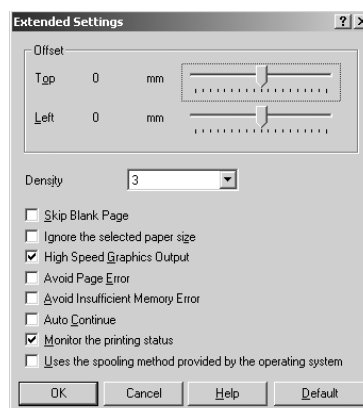 Extended Settings
Offset
Top 0 mm
Left 0 mm
Density 3
Skip Blank Page
Ignore the selected paper size
High Speed Graphics Output
Avoid Page Error
Avoid Insufficient Memory Error
Auto Continue
Monitor the printing status
Uses the spooling method provided by the operating system
OK Cancel Help Default